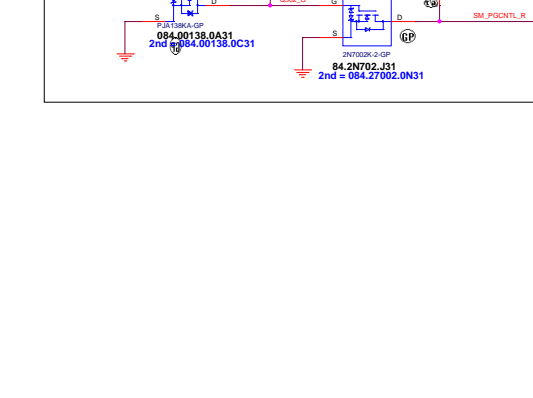 D
G
S
D
SM_PGCNTL_R
PJA138KA-GP
084.00138.0A31
2nd = 084.00138.0C31
S
GP
2N7002K-2-GP
84.2N702.J31
2nd = 084.27002.0N31